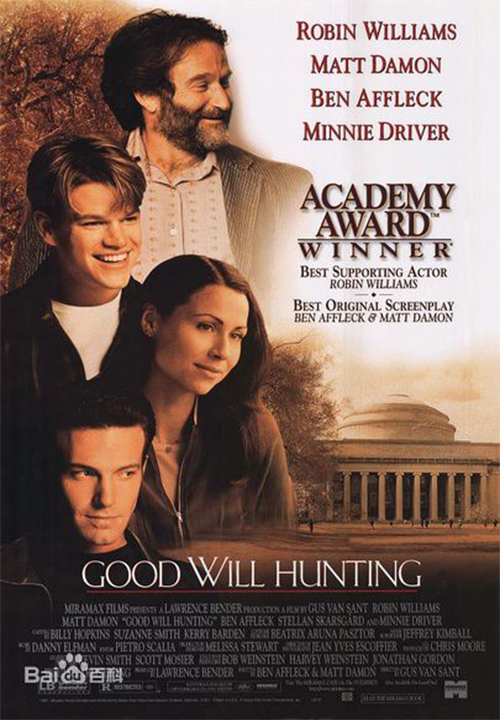 ROBIN WILLIAMS
MATT DAMON
BEN AFFLECK
MINNIE DRIVER
ACADEMY
AWARD™
WINNER
BEST SUPPORTING ACTOR
ROBIN WILLIAMS
BEST ORIGINAL SCREENPLAY
BEN AFFLECK & MATT DAMON
GOOD WILL HUNTING
MIRAMAX FILMS PRESENTS A LAWRENCE BENDER PRODUCTION A FILM BY GUS VAN SANT ROBIN WILLIAMS
MATT DAMON "GOOD WILL HUNTING" BEN AFFLECK STELLAN SKARSGARD AND MINNIE DRIVER
BILLY HOPKINS SUZANNE SMITH KERRY BARDEN BEATRIX ARUNA PASZTOR JEFFREY KIMBALL
DANNY ELFMAN PIETRO SCALIA MELISSA STEWART JEAN YVES ESCOFFIER CHRIS MOORE
SMITH SCOTT MOSIER BOB WEINSTEIN HARVEY WEINSTEIN JONATHAN GORDON
LAWRENCE BENDER BEN AFFLECK & MATT DAMON GUS VAN SANT
Bai百科
R RESTRICTED
MIRAMAX